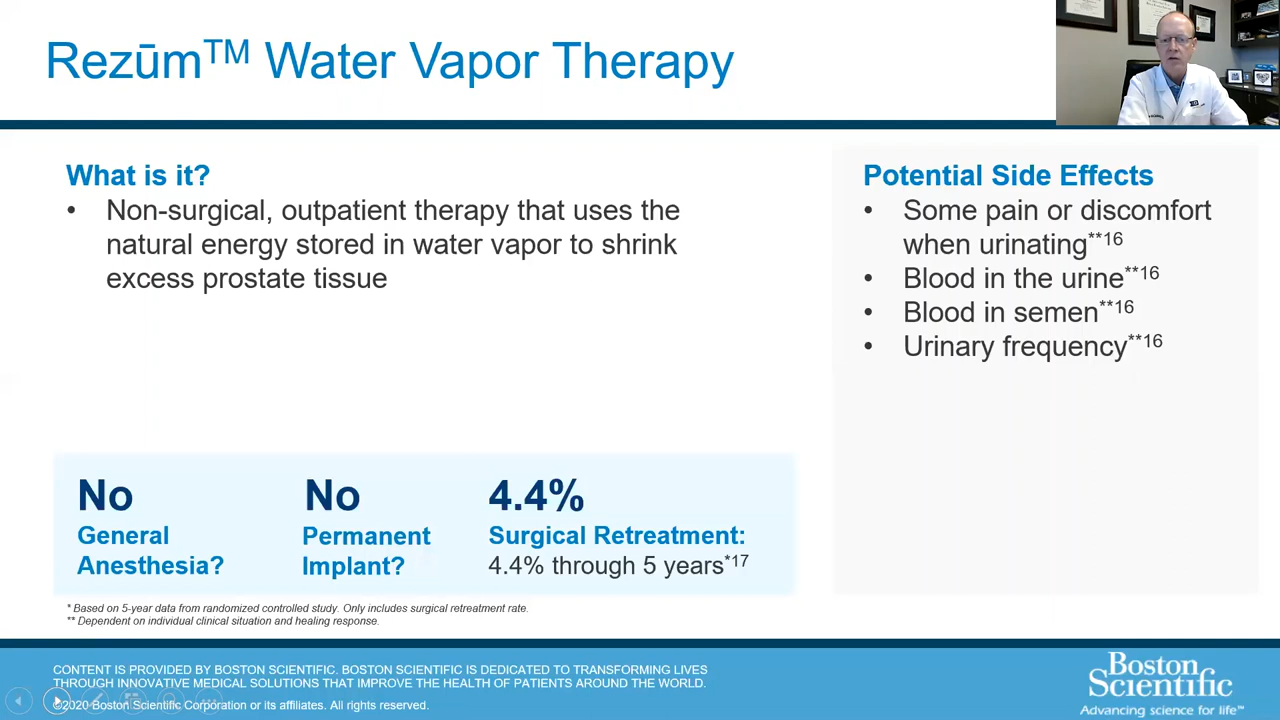 Rezūm™ Water Vapor Therapy
What is it?
• Non-surgical, outpatient therapy that uses the
natural energy stored in water vapor to shrink
excess prostate tissue
Potential Side Effects
• Some pain or discomfort
when urinating**16
• Blood in the urine**16
• Blood in semen**16
• Urinary frequency**16
No
General
Anesthesia?
No
Permanent
Implant?
4.4%
Surgical Retreatment:
4.4% through 5 years*17
* Based on 5-year data from randomized controlled study. Only includes surgical retreatment rate.
** Dependent on individual clinical situation and healing response.
CONTENT IS PROVIDED BY BOSTON SCIENTIFIC. BOSTON SCIENTIFIC IS DEDICATED TO TRANSFORMING LIVES
THROUGH INNOVATIVE MEDICAL SOLUTIONS THAT IMPROVE THE HEALTH OF PATIENTS AROUND THE WORLD.
©2020 Boston Scientific Corporation or its affiliates. All rights reserved.
Boston
Scientific
Advancing science for life™